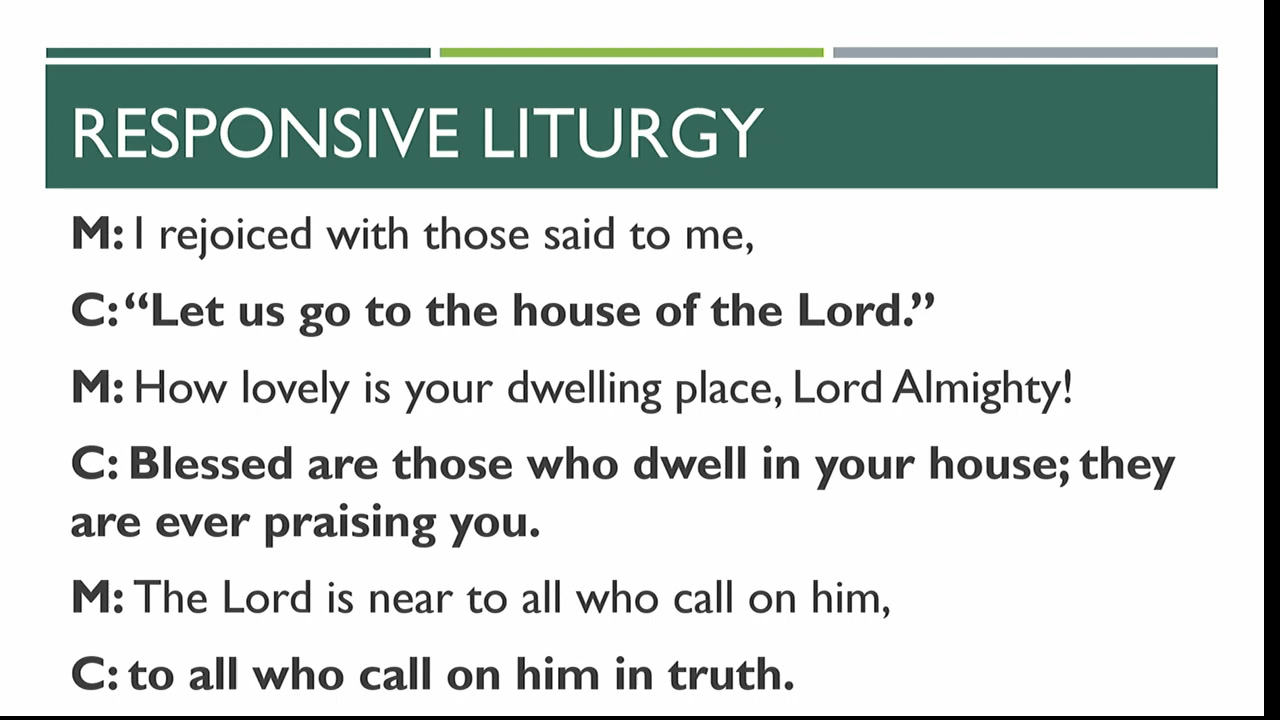 RESPONSIVE LITURGY
M: I rejoiced with those said to me,
C: “Let us go to the house of the Lord.”
M: How lovely is your dwelling place, Lord Almighty!
C: Blessed are those who dwell in your house; they
are ever praising you.
M: The Lord is near to all who call on him,
C: to all who call on him in truth.